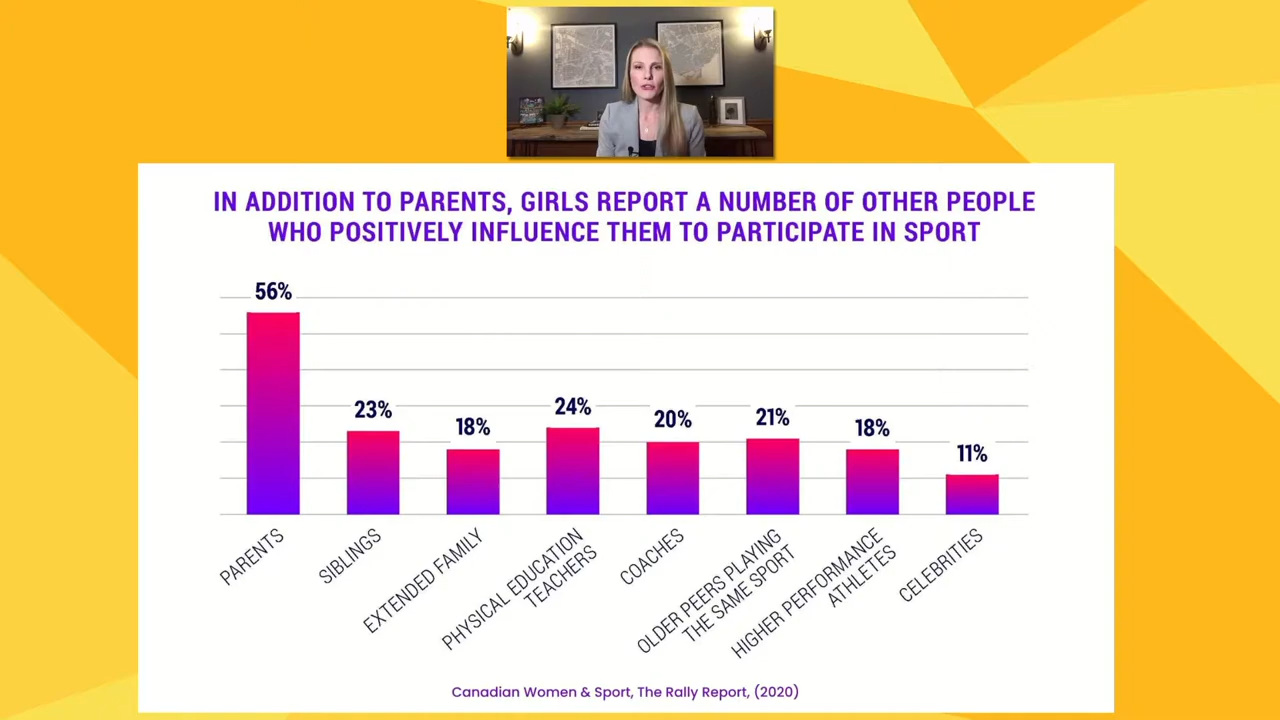 IN ADDITION TO PARENTS, GIRLS REPORT A NUMBER OF OTHER PEOPLE
WHO POSITIVELY INFLUENCE THEM TO PARTICIPATE IN SPORT
56%
23%
18%
24%
20%
21%
18%
11%
PARENTS
SIBLINGS
EXTENDED FAMILY
PHYSICAL EDUCATION
TEACHERS
COACHES
OLDER PEERS PLAYING
THE SAME SPORT
HIGHER PERFORMANCE
ATHLETES
CELEBRITIES
Canadian Women & Sport, The Rally Report, (2020)